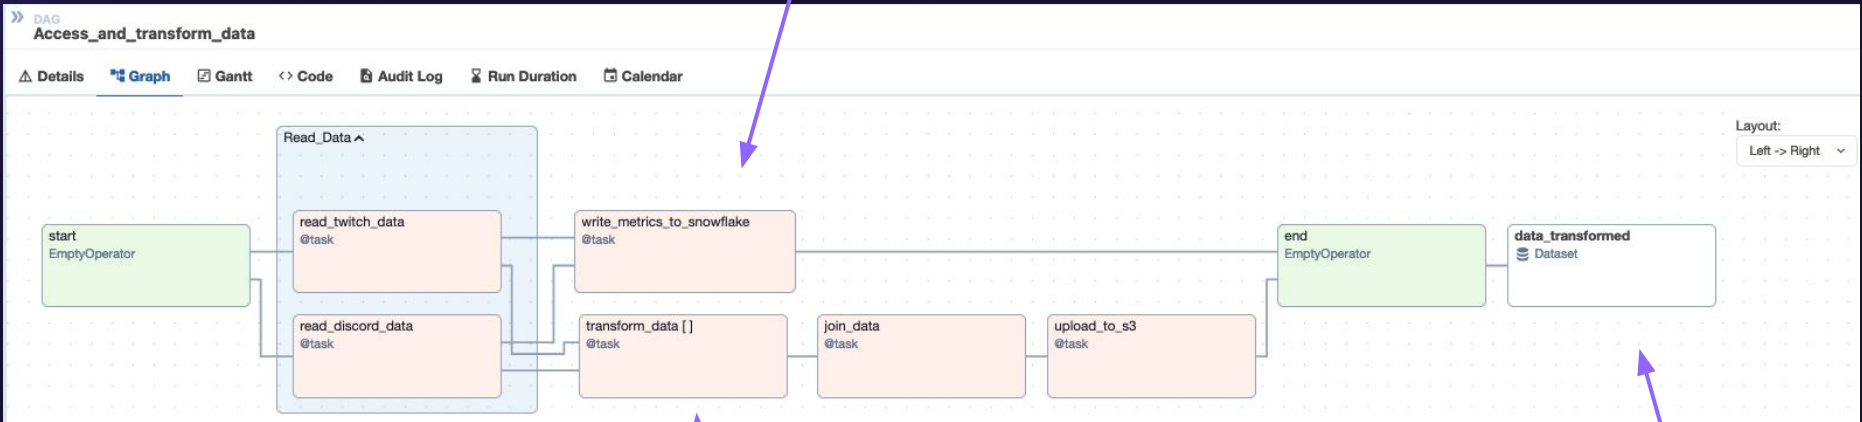 DAG
Access_and_transform_data
Details
Graph
Gantt
<> Code
Audit Log
Run Duration
Calendar
Layout:
Left -> Right
Read_Data
start
EmptyOperator
read_twitch_data
@task
read_discord_data
@task
write_metrics_to_snowflake
@task
transform_data [ ]
@task
join_data
@task
upload_to_s3
@task
end
EmptyOperator
data_transformed
Dataset